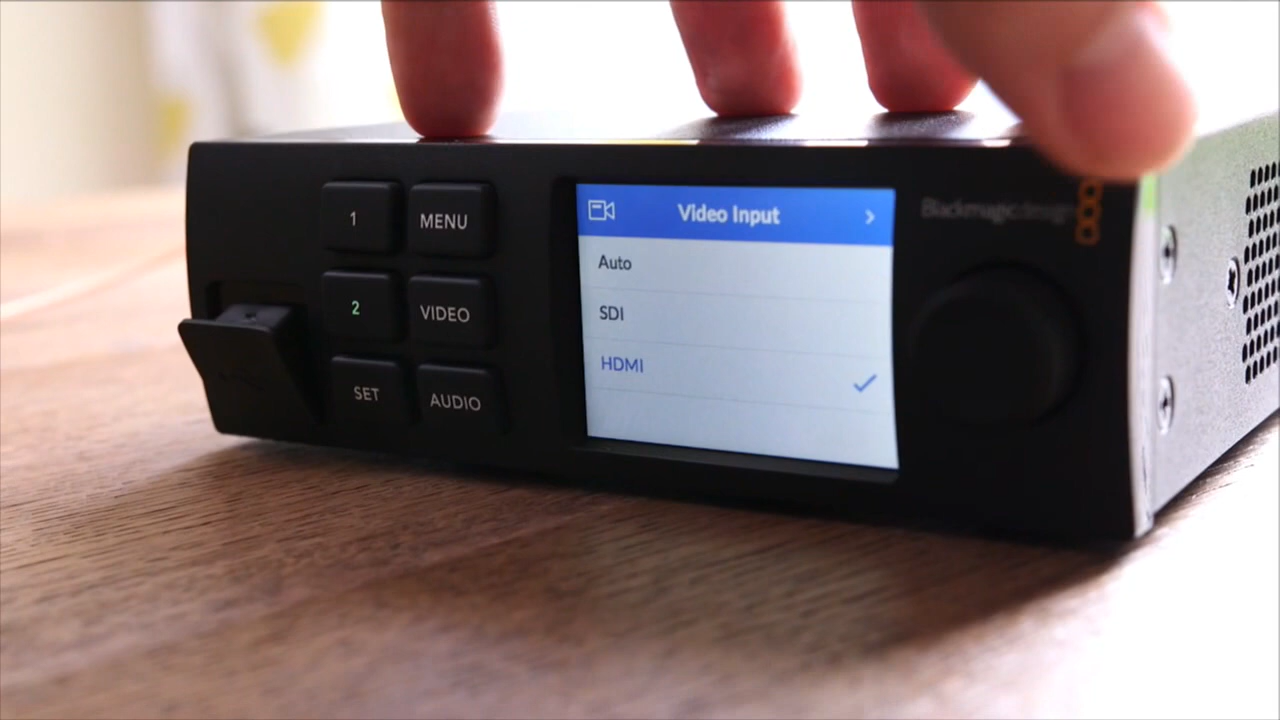 1
MENU
2
VIDEO
SET
AUDIO
Video Input
Auto
SDI
HDMI
Blackmagicdesign